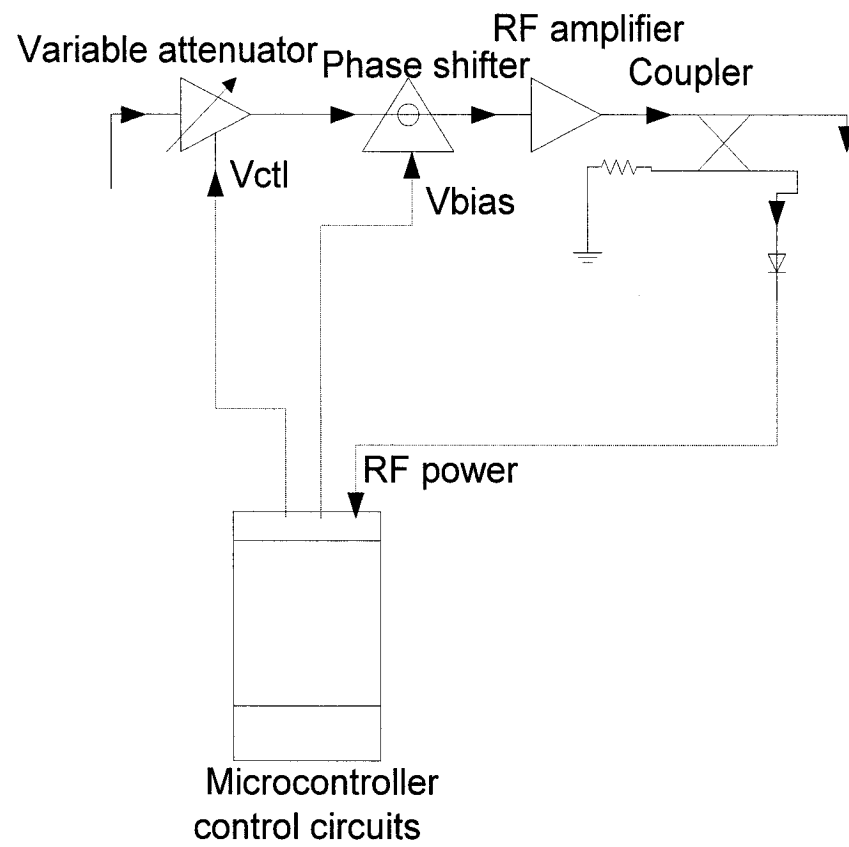 RF amplifier
Variable attenuator
Phase shifter
Coupler
Vctl
Vbias
RF power
Microcontroller
control circuits